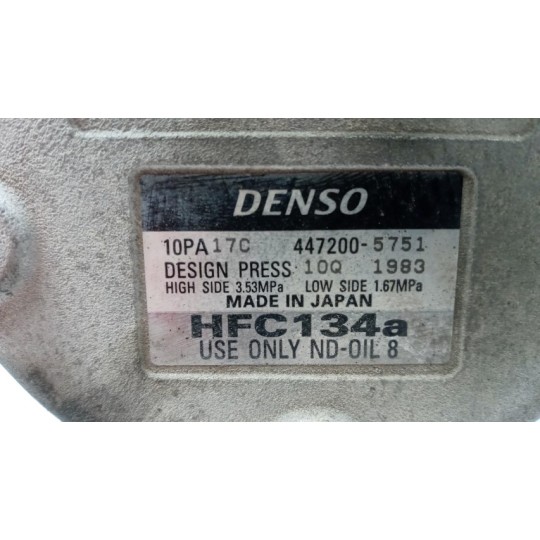 DENSO
10PA17C 447200-5751
DESIGN PRESS 10Q 1983
HIGH SIDE 3.53MPa LOW SIDE 1.67MPa
MADE IN JAPAN
HFC134a
USE ONLY ND-OIL 8